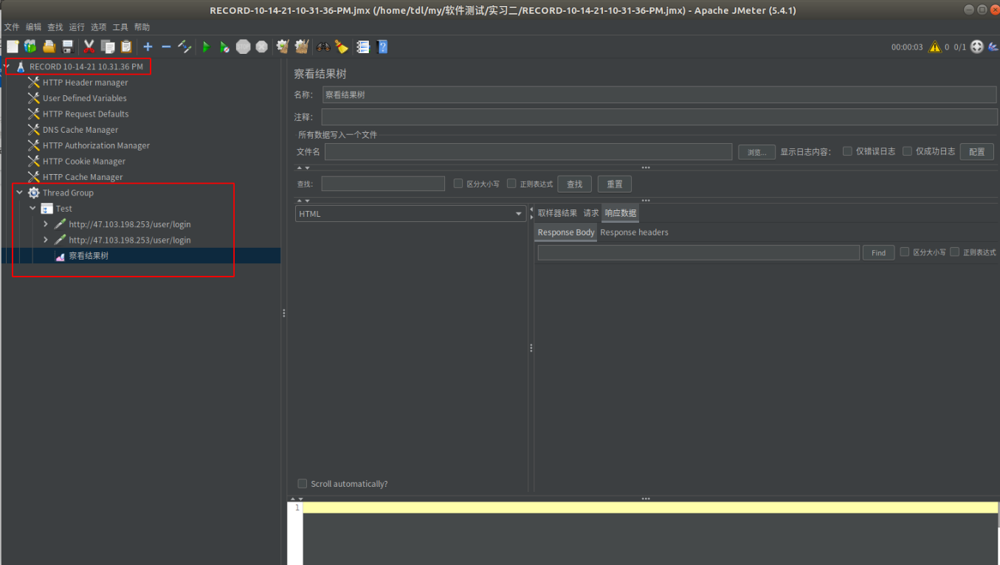 RECORD-10-14-21-10-31-36-PM.jmx (/home/tdl/my/软件测试/实习二/RECORD-10-14-21-10-31-36-PM.jmx) - Apache JMeter (5.4.1)
文件 编辑 查找 运行 选项 工具 帮助
00:00:03 0 0/1
RECORD 10-14-21 10.31.36 PM
HTTP Header manager
User Defined Variables
HTTP Request Defaults
DNS Cache Manager
HTTP Authorization Manager
HTTP Cookie Manager
HTTP Cache Manager
Thread Group
Test
http://47.103.198.253/user/login
http://47.103.198.253/user/login
察看结果树
察看结果树
名称: 察看结果树
注释:
所有数据写入一个文件
文件名 浏览... 显示日志内容: 仅错误日志 仅成功日志 配置
查找: 区分大小写 正则表达式 查找 重置
HTML
取样器结果 请求 响应数据
Response Body Response headers
Find 区分大小写 正则表达式
Scroll automatically?
1